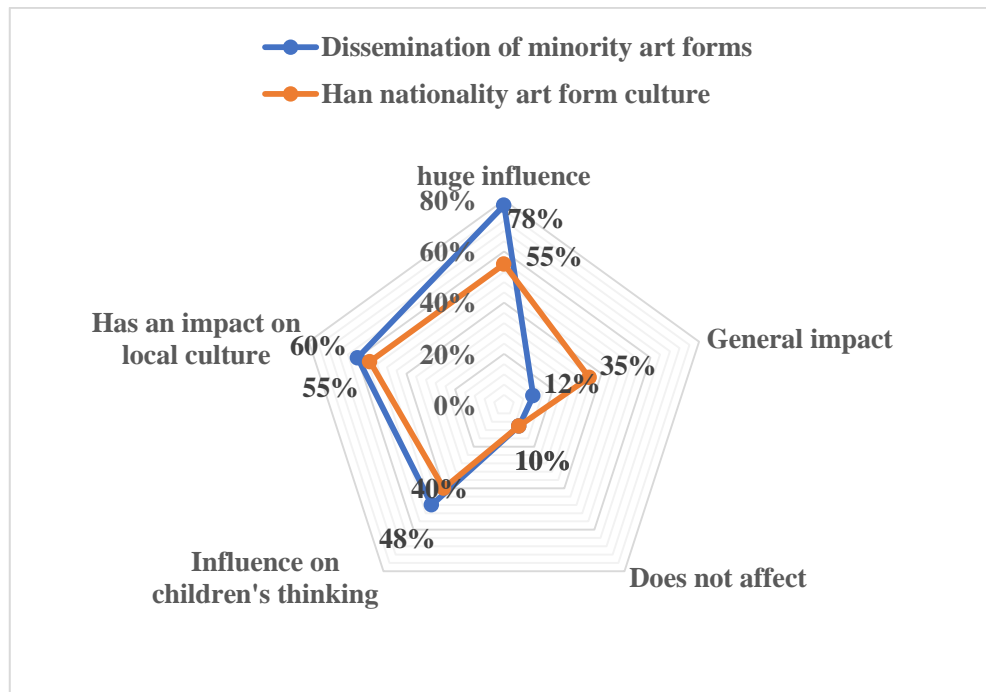 Dissemination of minority art forms
Han nationality art form culture
huge influence
80%
78%
60%
55%
40%
Has an impact on
local culture
60%
55%
20%
0%
General impact
35%
12%
10%
40%
48%
Influence on
children's thinking
Does not affect